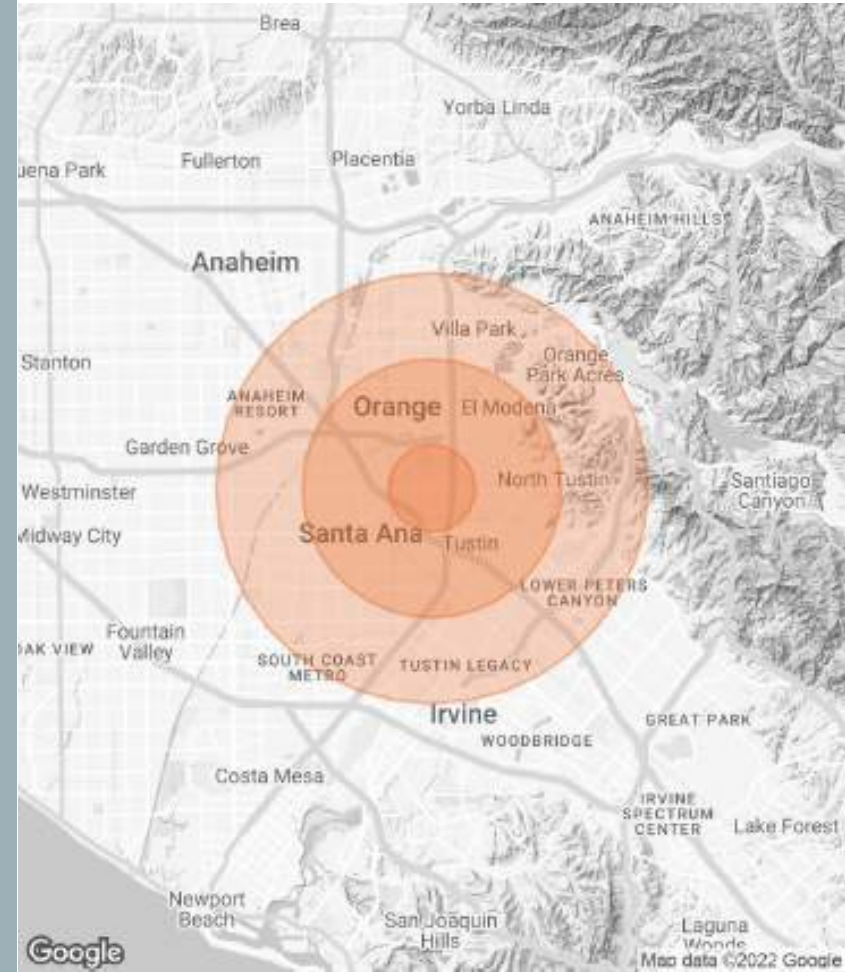 Brea
Yorba Linda
uena Park
Fullerton
Placentia
ANAHEIM HILLS
Anaheim
Villa Park
Stanton
Orange
Park Acres
ANAHEIM
RESORT
Orange
El Modena
Garden Grove
North Tustin
Santiago
Canyon
Westminster
Midway City
Santa Ana
Tustin
LOWER PETERS
CANYON
Fountain
Valley
OAK VIEW
SOUTH COAST
METRO
TUSTIN LEGACY
Irvine
GREAT PARK
WOODBRIDGE
Costa Mesa
IRVINE
SPECTRUM
CENTER
Lake Forest
Newport
Beach
San Joaquin
Hills
Laguna
Woods
Google
Map data ©2022 Google